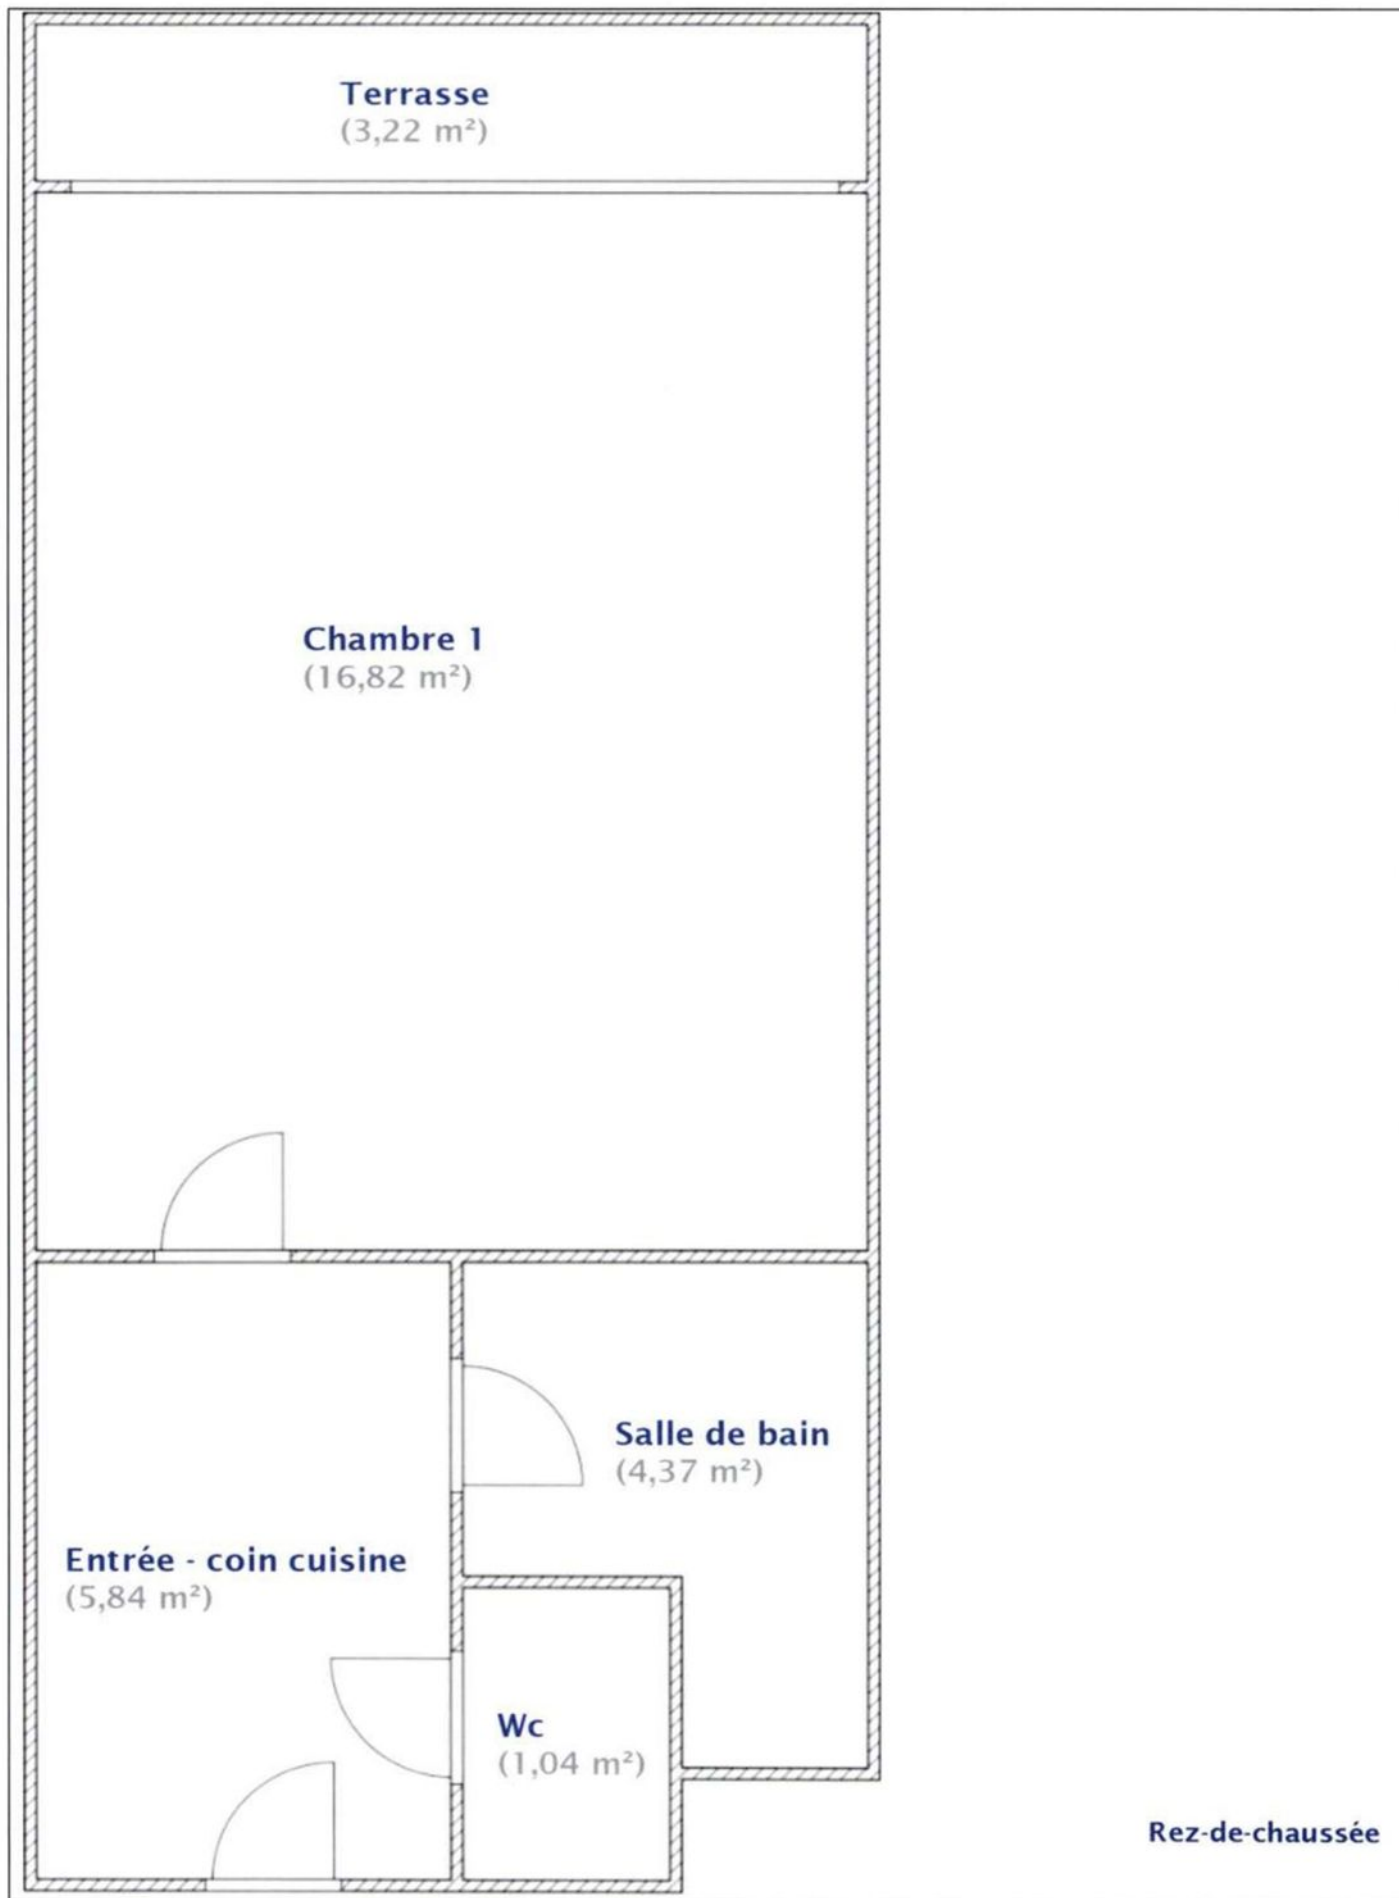 Terrasse
(3,22 m²)
Chambre 1
(16,82 m²)
Salle de bain
(4,37 m²)
Entrée - coin cuisine
(5,84 m²)
Wc
(1,04 m²)
Rez-de-chaussée